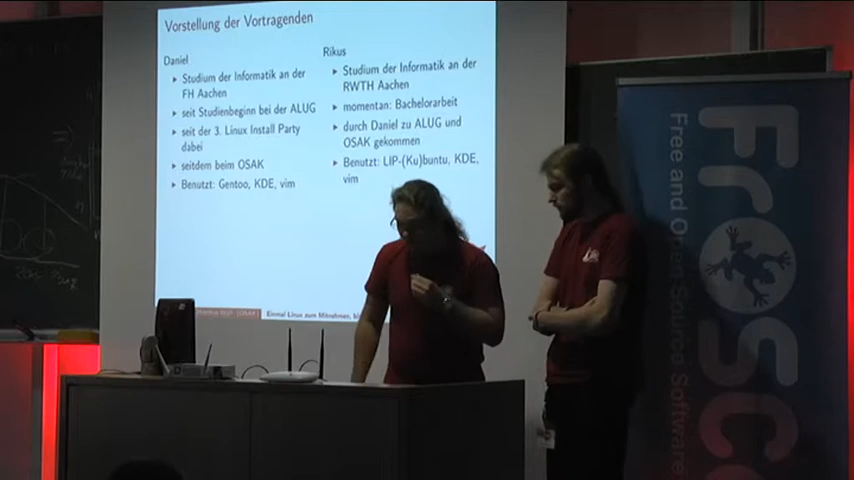 Vorstellung der Vortragenden
Daniel
Studium der Informatik an der
FH Aachen
seit Studienbeginn bei der ALUG
seit der 3. Linux Install Party
dabei
seitdem beim OSAK
Benutzt: Gentoo, KDE, vim
Rikus
Studium der Informatik an der
RWTH Aachen
momentan: Bachelorarbeit
durch Daniel zu ALUG und
OSAK gekommen
Benutzt: LIP-(Ku)buntu, KDE,
vim
Einmal Linux zum Mitnehmen,
Free and Open Source Software
FrOSC